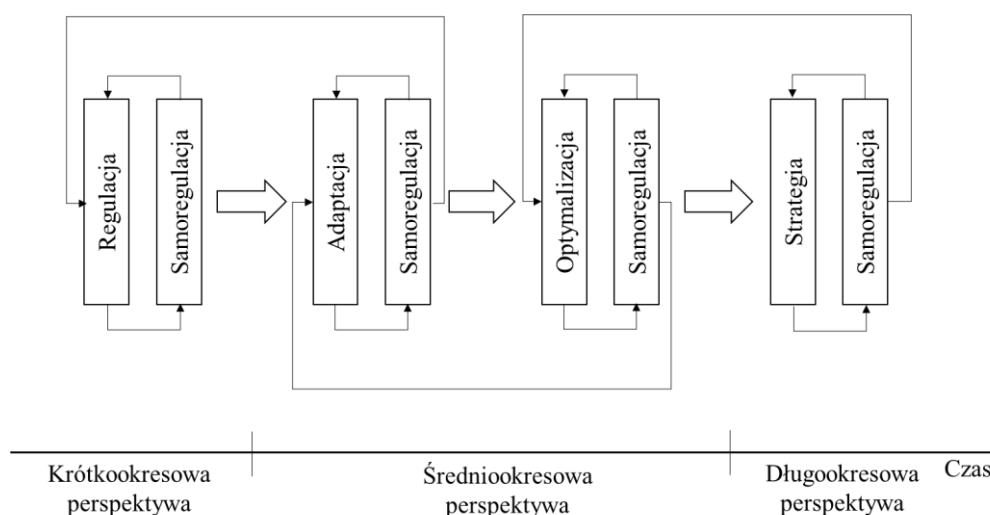 Regulacja
Samoregulacja
Adaptacja
Samoregulacja
Optymalizacja
Samoregulacja
Strategia
Samoregulacja
Krótkookresowa
perspektywa
Średniookresowa
perspektywa
Długookresowa
perspektywa
Czas